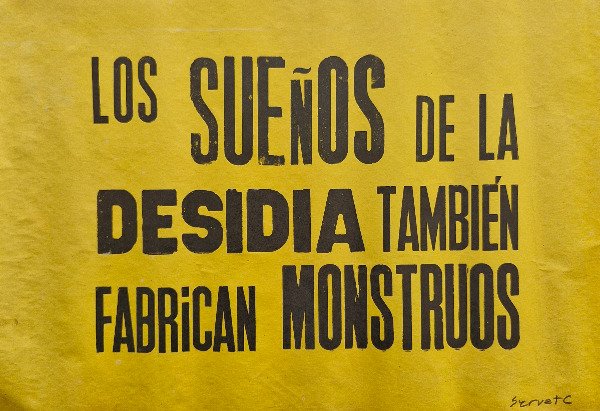 LOS SUEÑOS DE LA
DESIDIA TAMBIÉN
FABRiCAN MONSTRUOS
ServetC